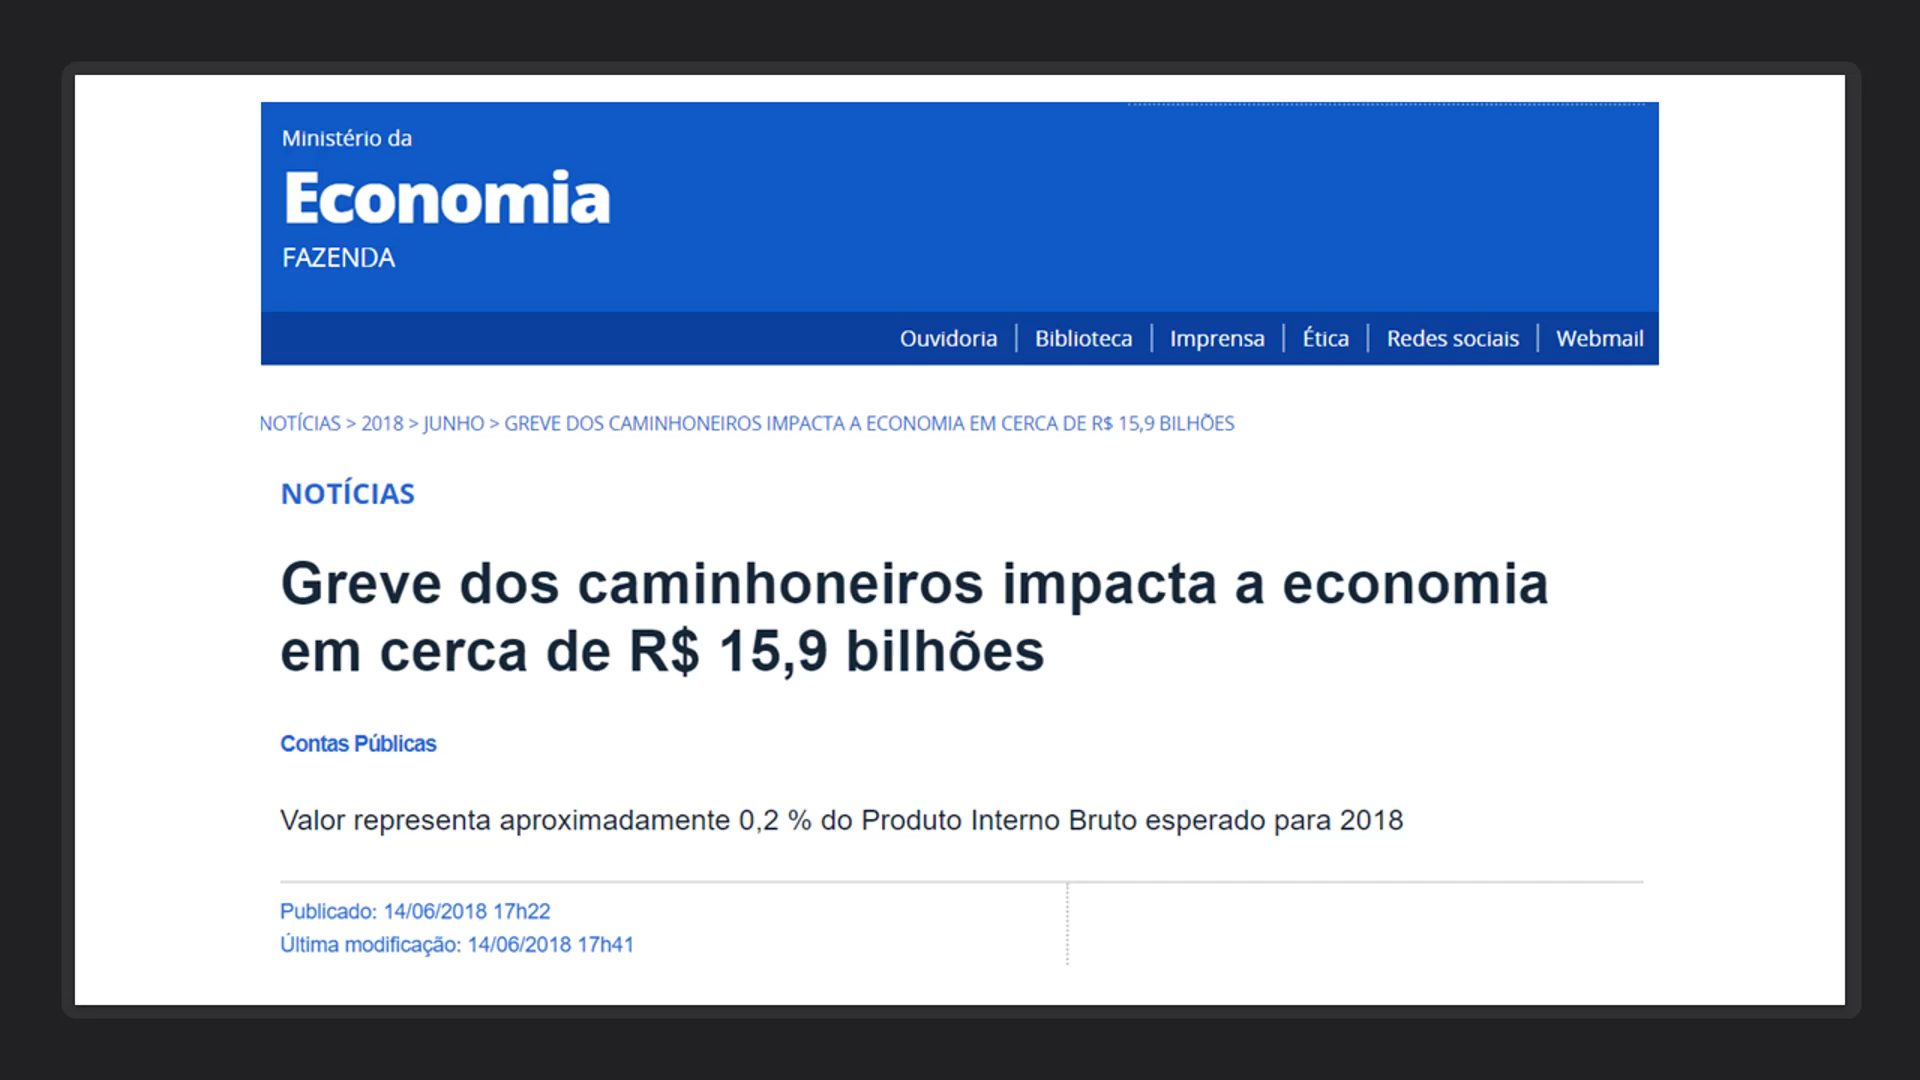 Ministério da
Economia
FAZENDA
Ouvidoria | Biblioteca | Imprensa | Ética | Redes sociais | Webmail
NOTÍCIAS > 2018 > JUNHO > GREVE DOS CAMINHONEIROS IMPACTA A ECONOMIA EM CERCA DE R$ 15,9 BILHÕES
NOTÍCIAS
Greve dos caminhoneiros impacta a economia
em cerca de R$ 15,9 bilhões
Contas Públicas
Valor representa aproximadamente 0,2 % do Produto Interno Bruto esperado para 2018
Publicado: 14/06/2018 17h22
Última modificação: 14/06/2018 17h41